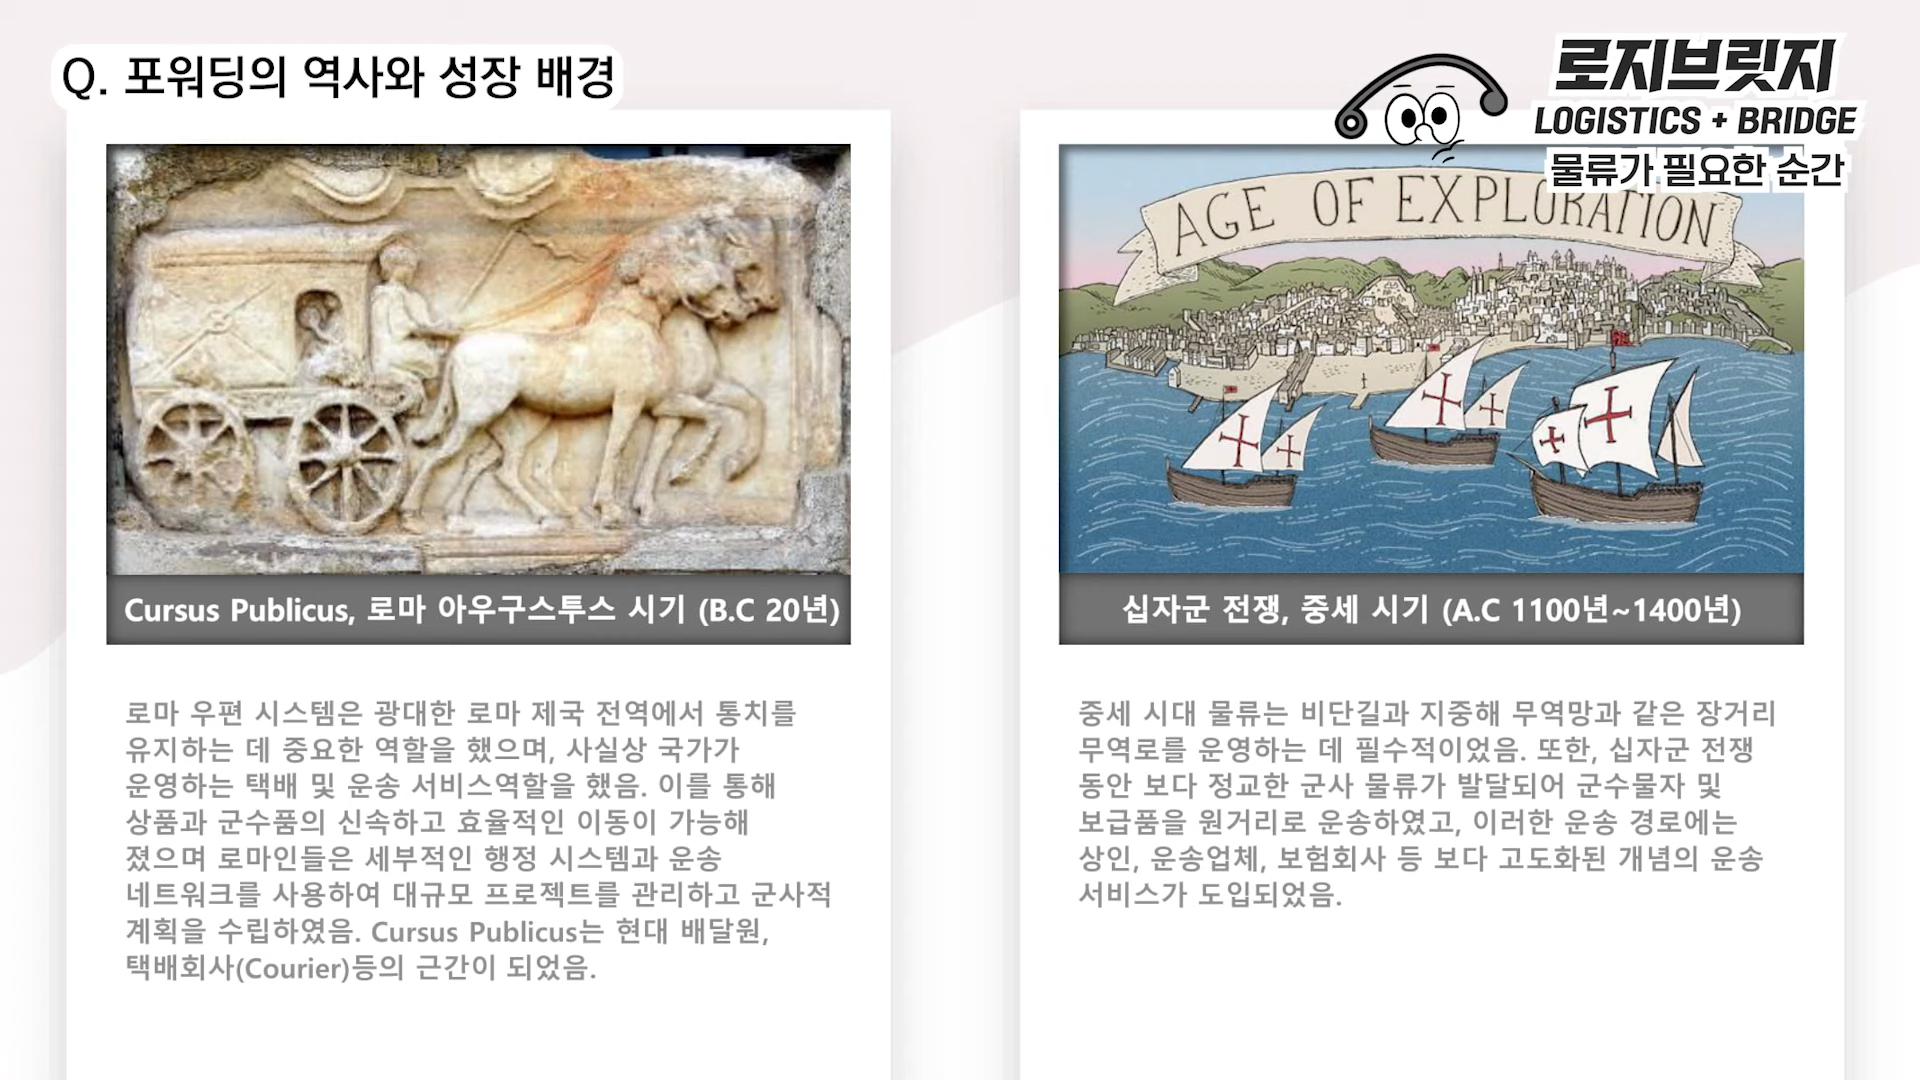 Q. 포워딩의 역사와 성장 배경
로지브릿지
LOGISTICS + BRIDGE
물류가 필요한 순간
AGE OF EXPLORATION
Cursus Publicus, 로마 아우구스투스 시기 (B.C 20년)
로마 우편 시스템은 광대한 로마 제국 전역에서 통치를
유지하는 데 중요한 역할을 했으며, 사실상 국가가
운영하는 택배 및 운송 서비스역할을 했음. 이를 통해
상품과 군수품의 신속하고 효율적인 이동이 가능해
졌으며 로마인들은 세부적인 행정 시스템과 운송
네트워크를 사용하여 대규모 프로젝트를 관리하고 군사적
계획을 수립하였음. Cursus Publicus는 현대 배달원,
택배회사(Courier)등의 근간이 되었음.
십자군 전쟁, 중세 시기 (A.C 1100년~1400년)
중세 시대 물류는 비단길과 지중해 무역망과 같은 장거리
무역로를 운영하는 데 필수적이었음. 또한, 십자군 전쟁
동안 보다 정교한 군사 물류가 발달되어 군수물자 및
보급품을 원거리로 운송하였고, 이러한 운송 경로에는
상인, 운송업체, 보험회사 등 보다 고도화된 개념의 운송
서비스가 도입되었음.